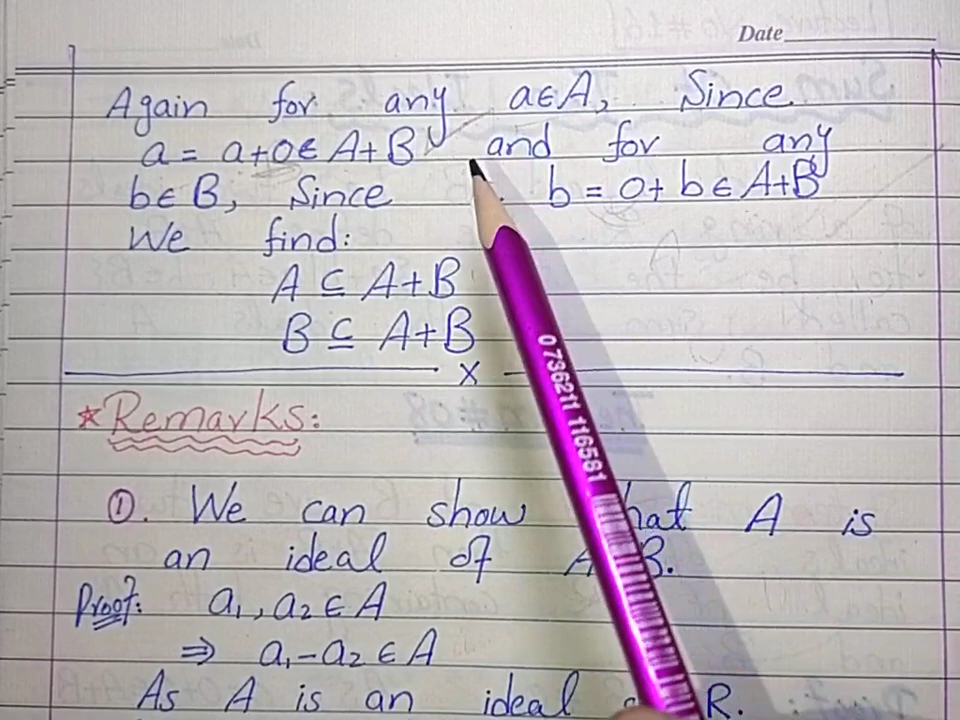 Date
Again for any a∈A, Since
a = a+0∈ A+B and for any
b∈B, Since b = 0+b∈A+B
We find:
A ⊆ A+B
B ⊆ A+B
x
*Remarks:
①. We can show hat A is
an ideal of A B.
Proof: a₁, a₂ ∈ A
⇒ a₁-a₂ ∈ A
As A is an ideal R.
0736211 116581